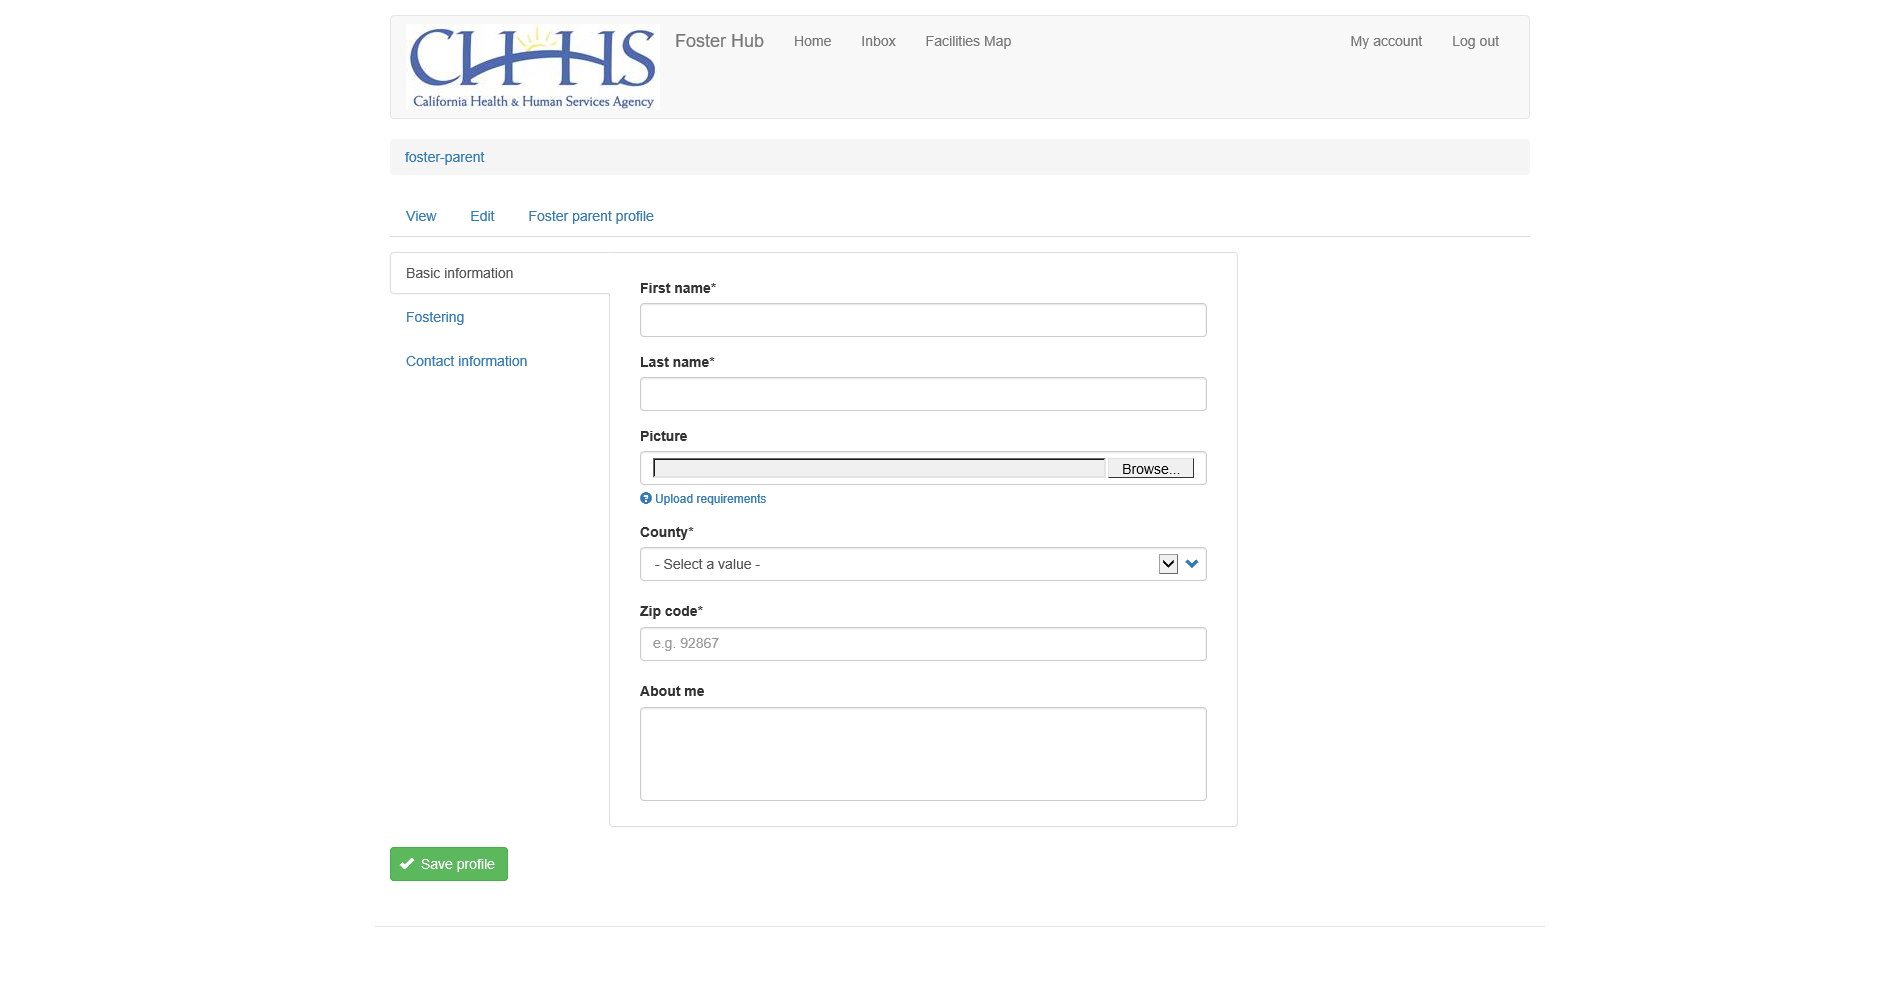 CHHS
California Health & Human Services Agency
Foster Hub Home Inbox Facilities Map My account Log out
foster-parent
View Edit Foster parent profile
Basic information
Fostering
Contact information
First name*
Last name*
Picture
Browse...
Upload requirements
County*
- Select a value -
Zip code*
e.g. 92867
About me
Save profile